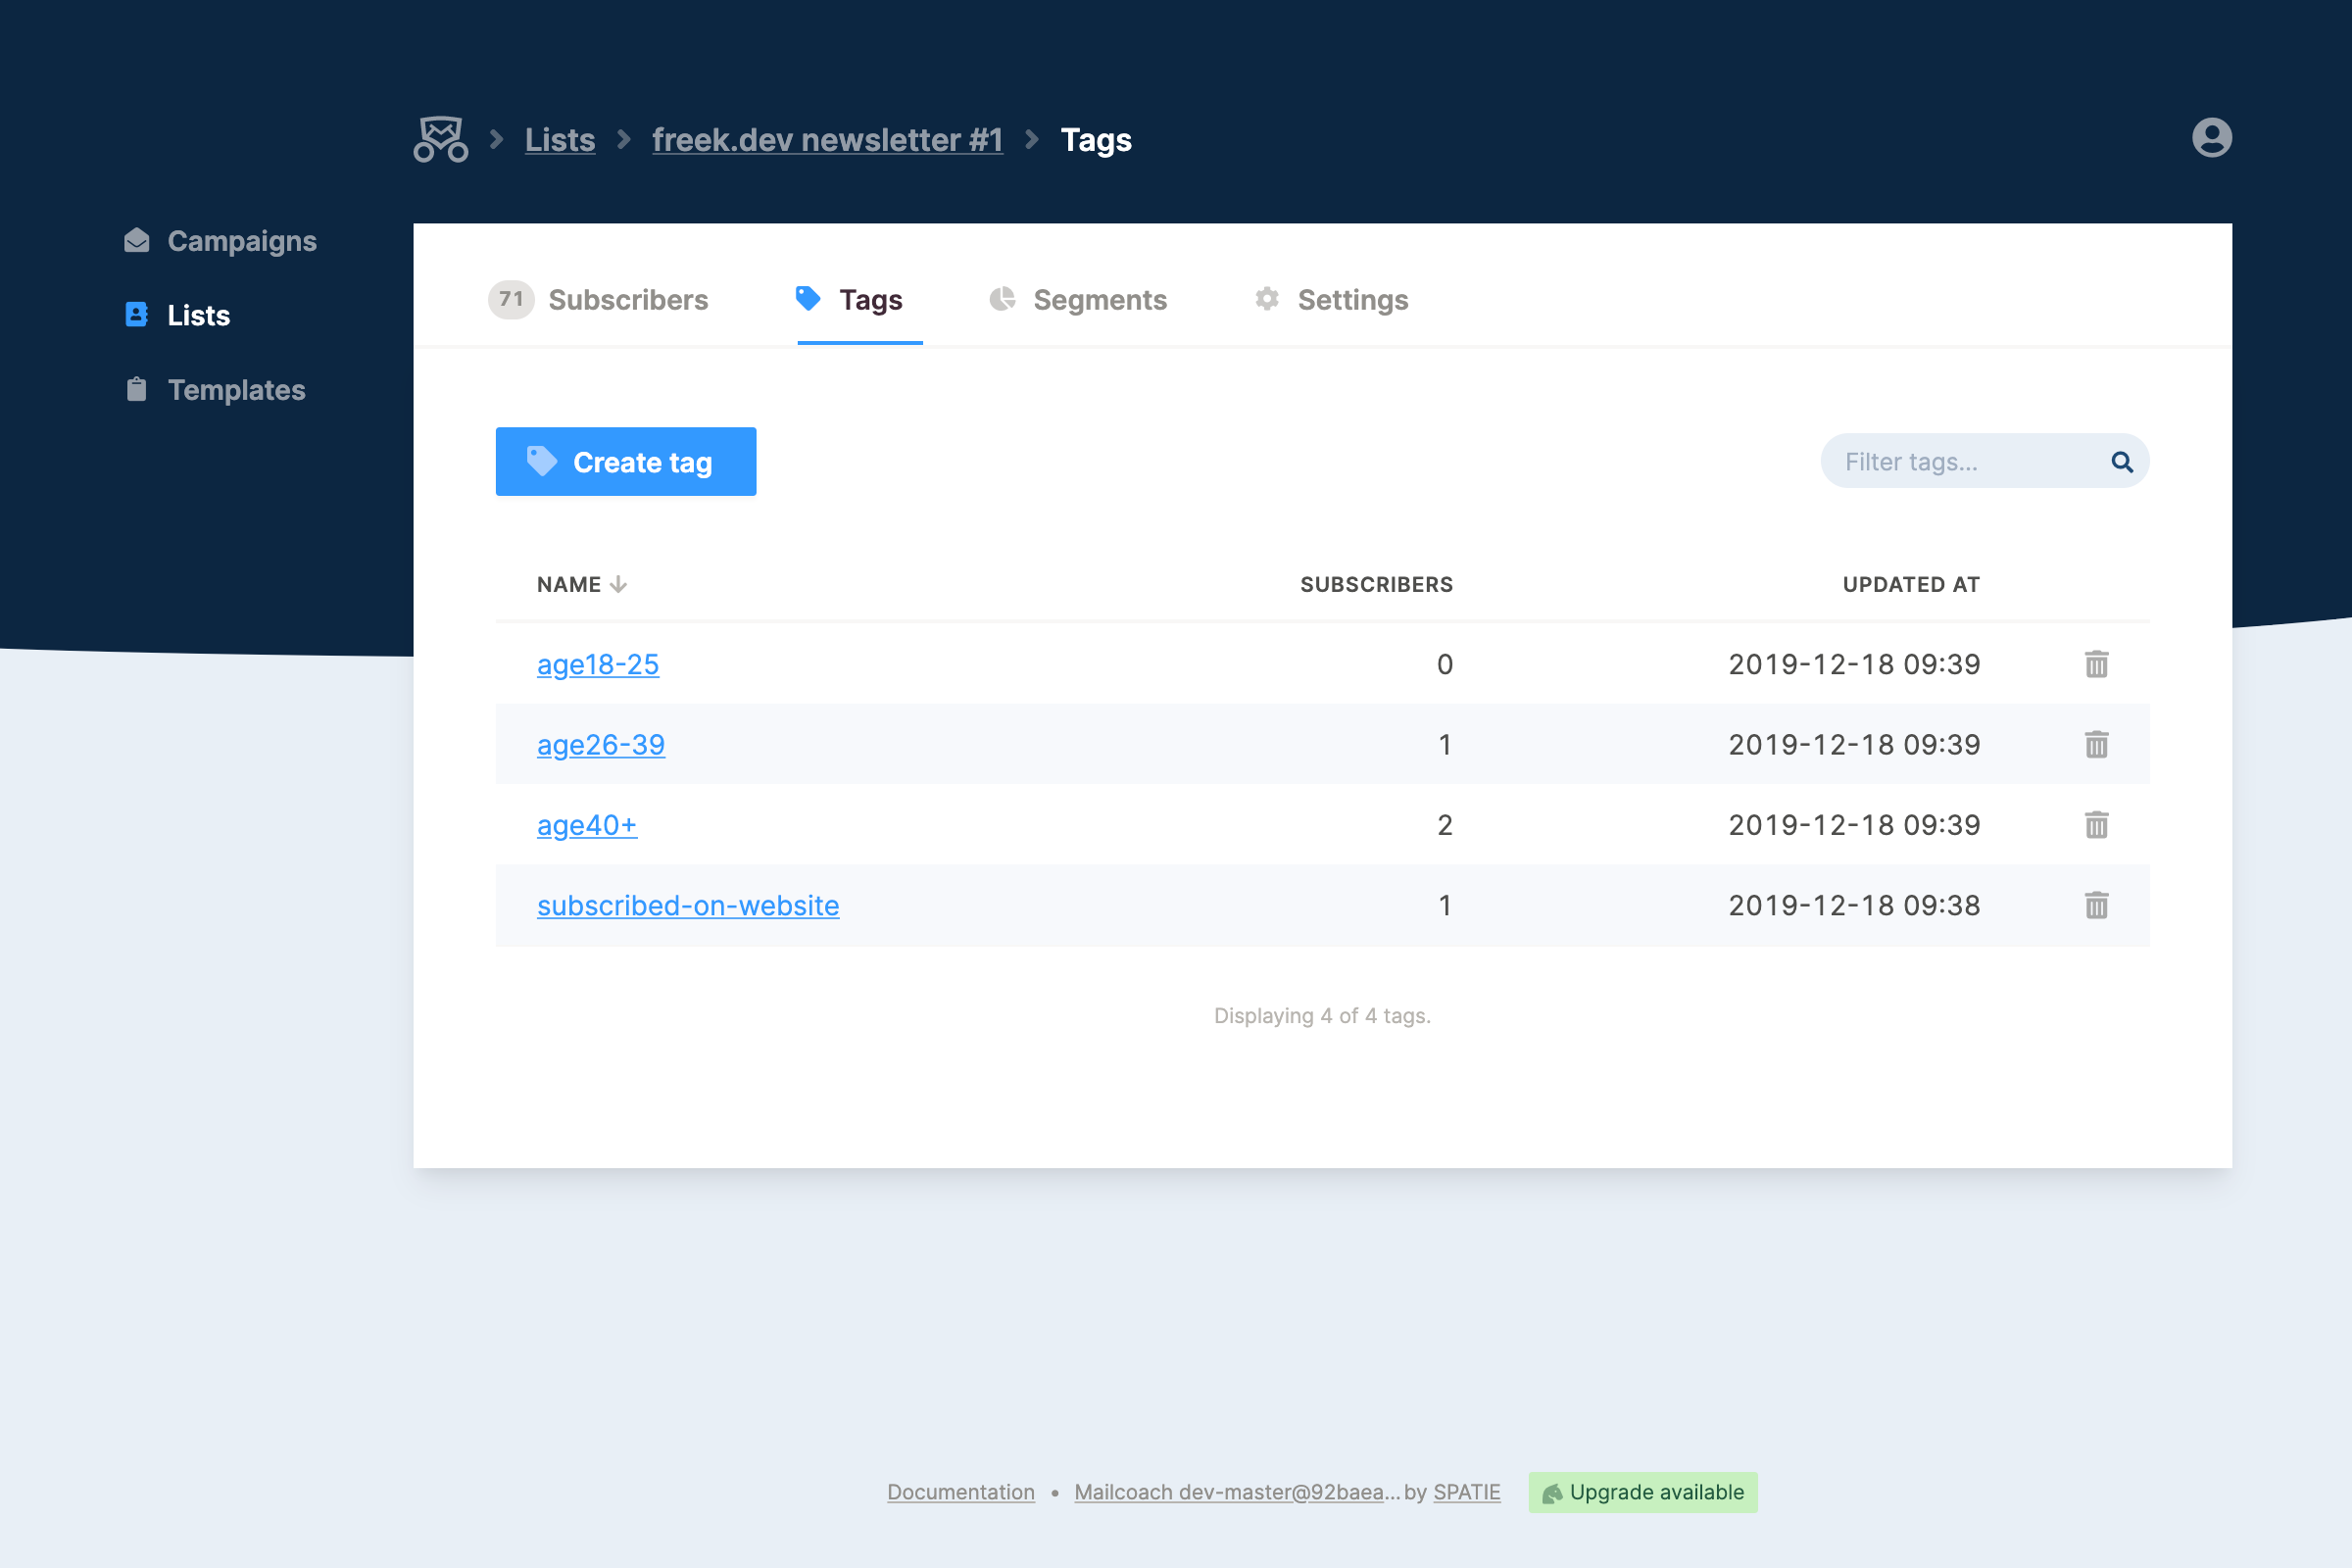 Lists freek.dev newsletter #1 Tags
Campaigns
Lists
Templates
71 Subscribers Tags Segments Settings
Create tag Filter tags...
NAME SUBSCRIBERS UPDATED AT
age18-25 0 2019-12-18 09:39
age26-39 1 2019-12-18 09:39
age40+ 2 2019-12-18 09:39
subscribed-on-website 1 2019-12-18 09:38
Displaying 4 of 4 tags.
Documentation • Mailcoach dev-master@92baea... by SPATIE Upgrade available